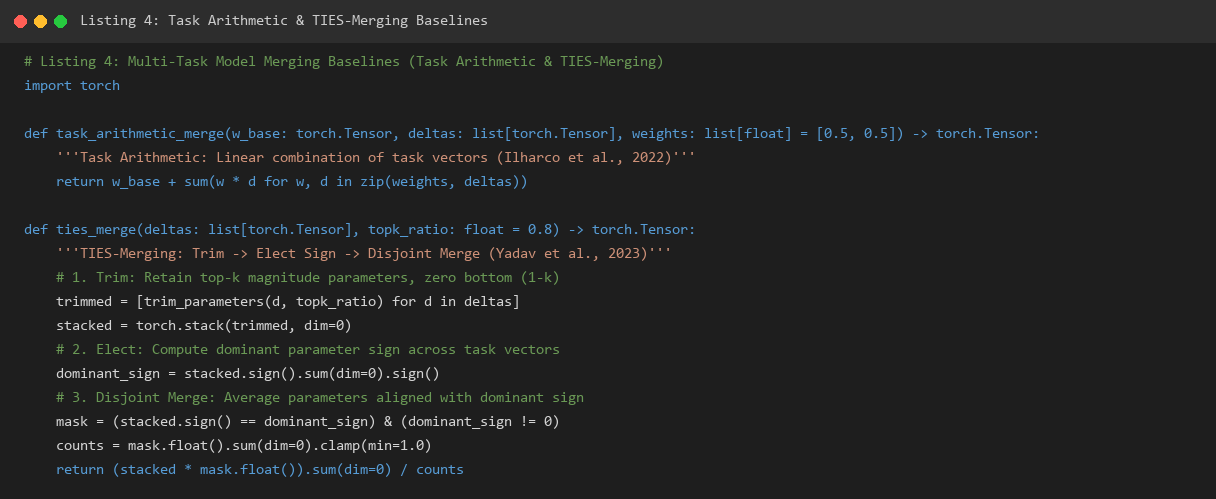 Listing 4: Task Arithmetic & TIES-Merging Baselines
# Listing 4: Multi-Task Model Merging Baselines (Task Arithmetic & TIES-Merging)
import torch
def task_arithmetic_merge(w_base: torch.Tensor, deltas: list[torch.Tensor], weights: list[float] = [0.5, 0.5]) -> torch.Tensor:
    '''Task Arithmetic: Linear combination of task vectors (Ilharco et al., 2022)'''
    return w_base + sum(w * d for w, d in zip(weights, deltas))
def ties_merge(deltas: list[torch.Tensor], topk_ratio: float = 0.8) -> torch.Tensor:
    '''TIES-Merging: Trim -> Elect Sign -> Disjoint Merge (Yadav et al., 2023)'''
    # 1. Trim: Retain top-k magnitude parameters, zero bottom (1-k)
    trimmed = [trim_parameters(d, topk_ratio) for d in deltas]
    stacked = torch.stack(trimmed, dim=0)
    # 2. Elect: Compute dominant parameter sign across task vectors
    dominant_sign = stacked.sign().sum(dim=0).sign()
    # 3. Disjoint Merge: Average parameters aligned with dominant sign
    mask = (stacked.sign() == dominant_sign) & (dominant_sign != 0)
    counts = mask.float().sum(dim=0).clamp(min=1.0)
    return (stacked * mask.float()).sum(dim=0) / counts